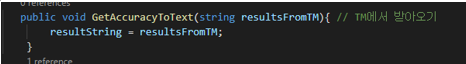 0 references
public void GetAccuracyToText(string resultsFromTM){ // TM에서 받아오기
resultString = resultsFromTM;
}
1 reference